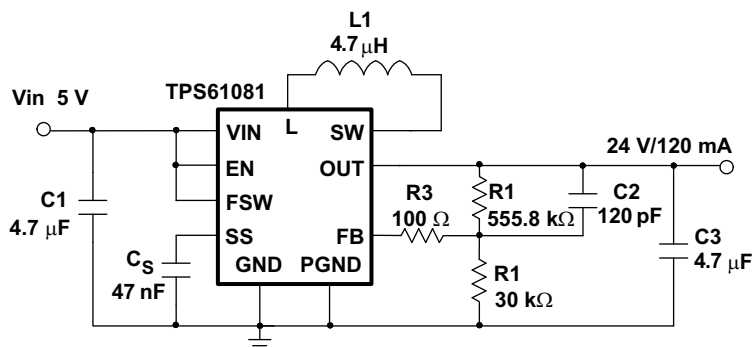 L1
4.7 μH
Vin 5 V
TPS61081
L
VIN
SW
EN
OUT
24 V/120 mA
FSW
C1
4.7 μF
R3
100 Ω
R1
555.8 kΩ
C2
120 pF
SS
FB
CS
47 nF
GND
PGND
R1
30 kΩ
C3
4.7 μF